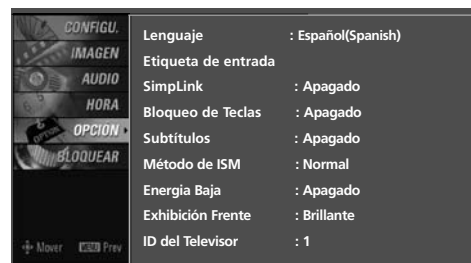 CONFIGU.
IMAGEN
AUDIO
HORA
OPCION
BLOQUEAR
Mover MENU Prev
Lenguaje : Español(Spanish)
Etiqueta de entrada
SimpLink : Apagado
Bloqueo de Teclas : Apagado
Subtítulos : Apagado
Método de ISM : Normal
Energia Baja : Apagado
Exhibición Frente : Brillante
ID del Televisor : 1